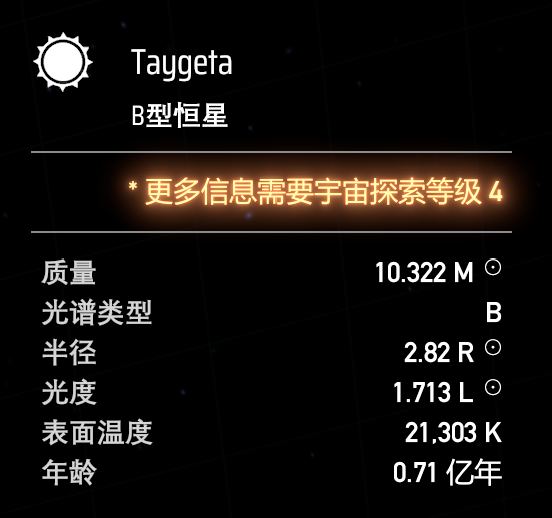 Taygeta
B型恒星
* 更多信息需要宇宙探索等级 4
质量 10.322 M ☉
光谱类型 B
半径 2.82 R ☉
光度 1.713 L ☉
表面温度 21,303 K
年龄 0.71 亿年